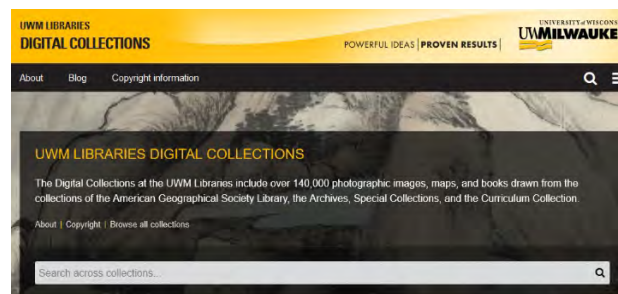 UWM LIBRARIES
DIGITAL COLLECTIONS
POWERFUL IDEAS | PROVEN RESULTS |
UNIVERSITY of WISCONS
UWMILWAUKE
About Blog Copyright information
UWM LIBRARIES DIGITAL COLLECTIONS
The Digital Collections at the UWM Libraries include over 140,000 photographic images, maps, and books drawn from the
collections of the American Geographical Society Library, the Archives, Special Collections, and the Curriculum Collection.
About | Copyright | Browse all collections
Search across collections...